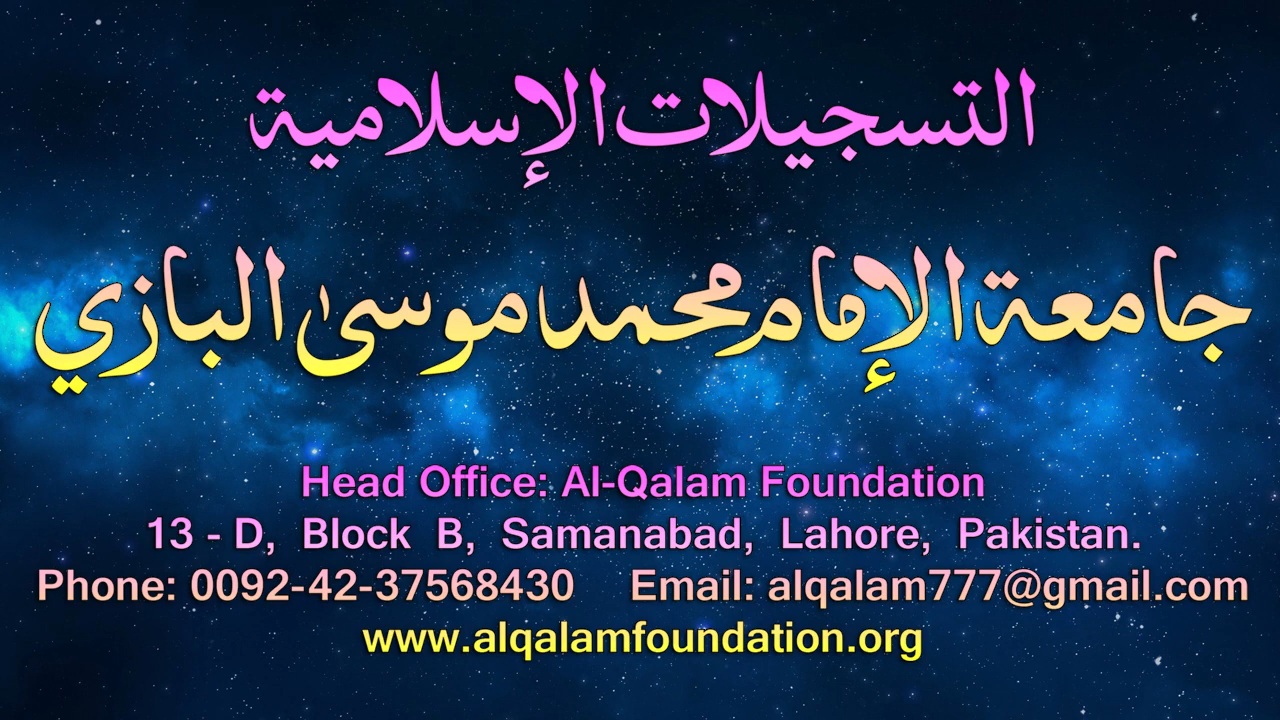 التسجيلات الإسلامية
جامعة الإمام محمد موسىٰ البازي
Head Office: Al-Qalam Foundation
13 - D, Block B, Samanabad, Lahore, Pakistan.
Phone: 0092-42-37568430 Email: alqalam777@gmail.com
www.alqalamfoundation.org